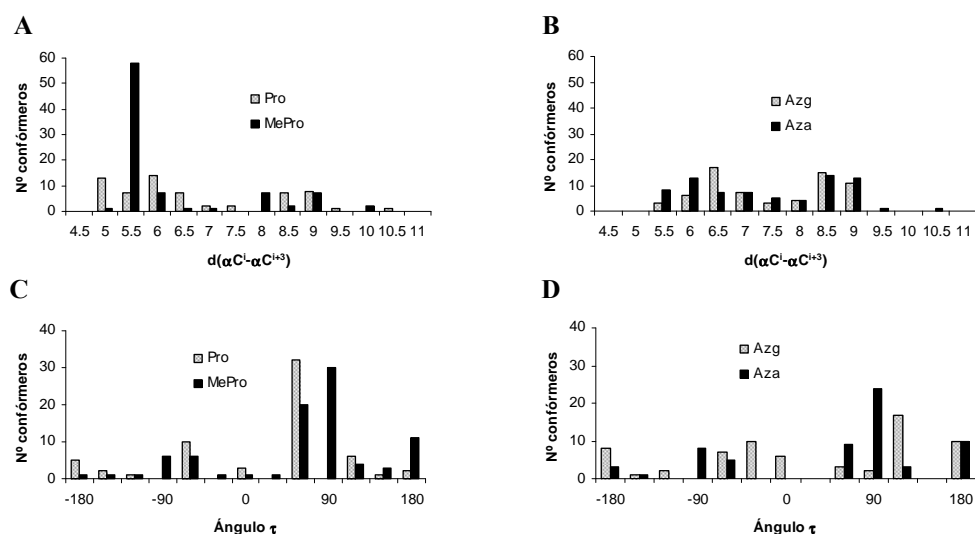 A
Nº confórmeros
60
50
40
30
20
10
0
Pro
MePro
4.5 5 5.5 6 6.5 7 7.5 8 8.5 9 9.5 10 10.5 11
d(αCⁱ-αCⁱ⁺³)
B
Nº confórmeros
60
50
40
30
20
10
0
Azg
Aza
4.5 5 5.5 6 6.5 7 7.5 8 8.5 9 9.5 10 10.5 11
d(αCⁱ-αCⁱ⁺³)
C
Nº confórmeros
40
30
20
10
0
Pro
MePro
-180 -90 0 90 180
Ángulo τ
D
Nº confórmeros
40
30
20
10
0
Azg
Aza
-180 -90 0 90 180
Ángulo τ